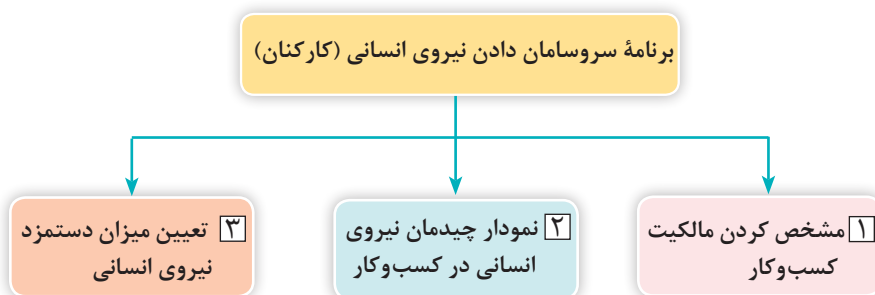 برنامهٔ سروسامان دادن نیروی انسانی (کارکنان)
۱ مشخص کردن مالکیت
کسب‌وکار
۲ نمودار چیدمان نیروی
انسانی در کسب‌وکار
۳ تعیین میزان دستمزد
نیروی انسانی